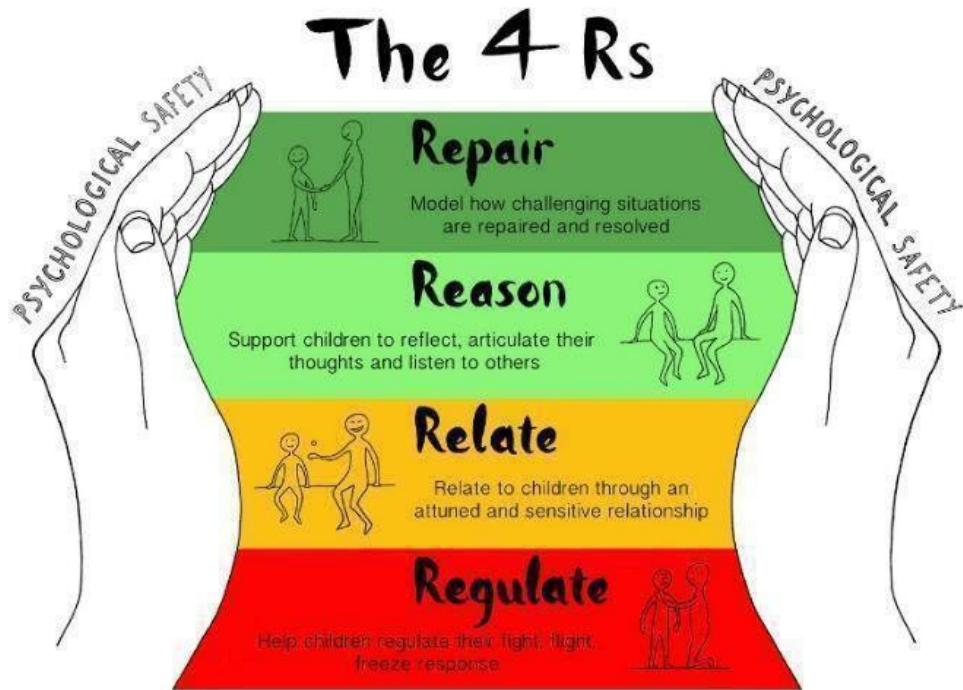 The 4 Rs
PSYCHOLOGICAL SAFETY
PSYCHOLOGICAL SAFETY
Repair
Model how challenging situations
are repaired and resolved
Reason
Support children to reflect, articulate their
thoughts and listen to others
Relate
Relate to children through an
attuned and sensitive relationship
Regulate
Help children regulate their fight, flight,
freeze response